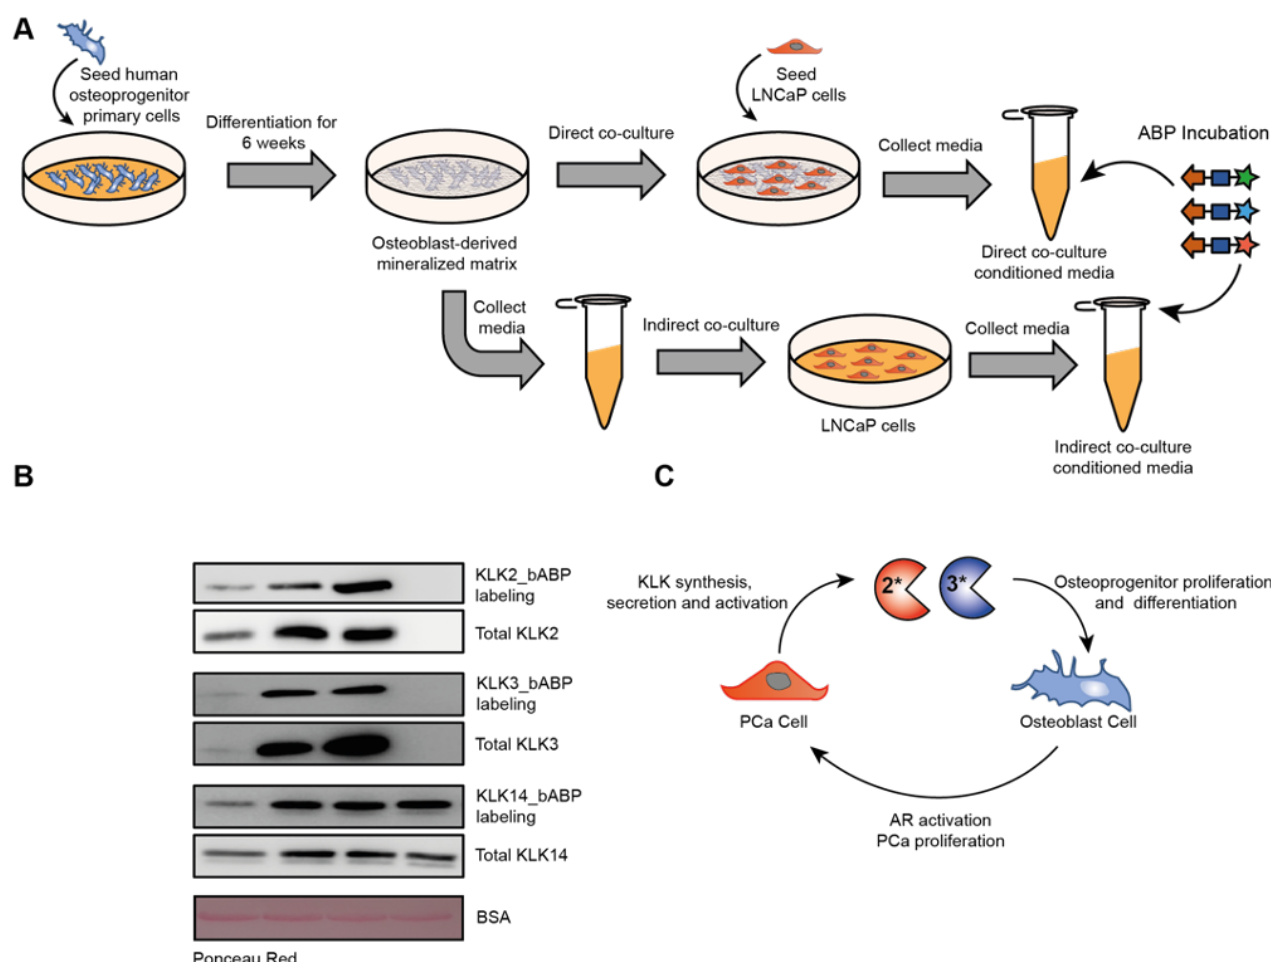 A
Seed human
osteoprogenitor
primary cells
Differentiation for
6 weeks
Osteoblast-derived
mineralized matrix
Direct co-culture
Seed
LNCaP cells
Collect media
ABP Incubation
Direct co-culture
conditioned media
Collect
media
Indirect co-culture
LNCaP cells
Collect media
Indirect co-culture
conditioned media
B
KLK2_bABP
labeling
Total KLK2
KLK3_bABP
labeling
Total KLK3
KLK14_bABP
labeling
Total KLK14
BSA
Ponceau Red
C
KLK synthesis,
secretion and activation
2*
3*
Osteoprogenitor proliferation
and differentiation
PCa Cell
Osteoblast Cell
AR activation
PCa proliferation